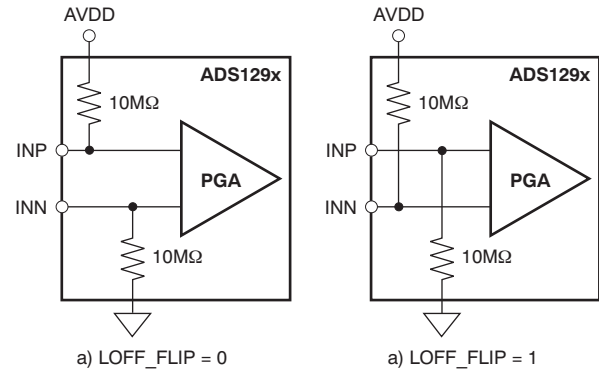 AVDD
ADS129x
10MΩ
INP
PGA
INN
10MΩ
a) LOFF_FLIP = 0
AVDD
ADS129x
10MΩ
INP
PGA
INN
10MΩ
a) LOFF_FLIP = 1